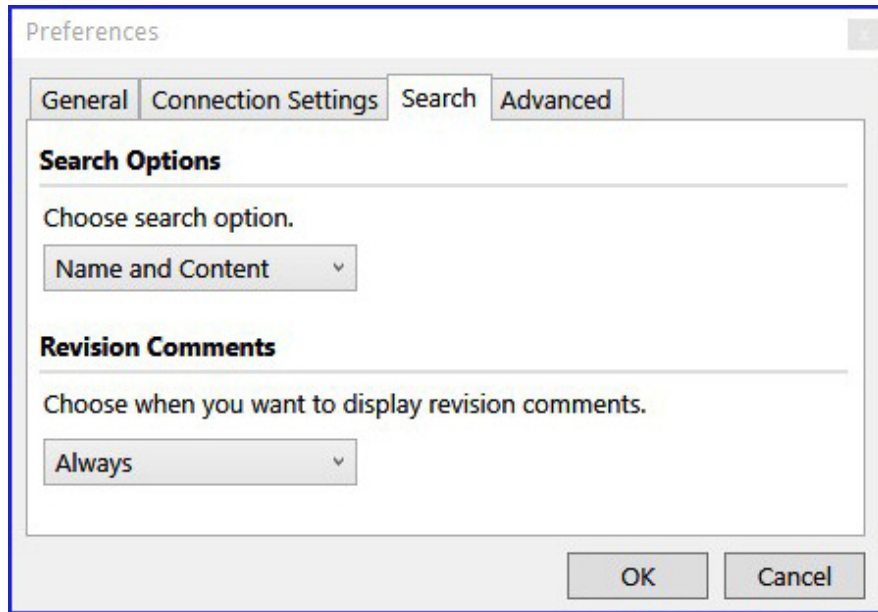 Preferences
General Connection Settings Search Advanced
Search Options
Choose search option.
Name and Content
Revision Comments
Choose when you want to display revision comments.
Always
OK Cancel